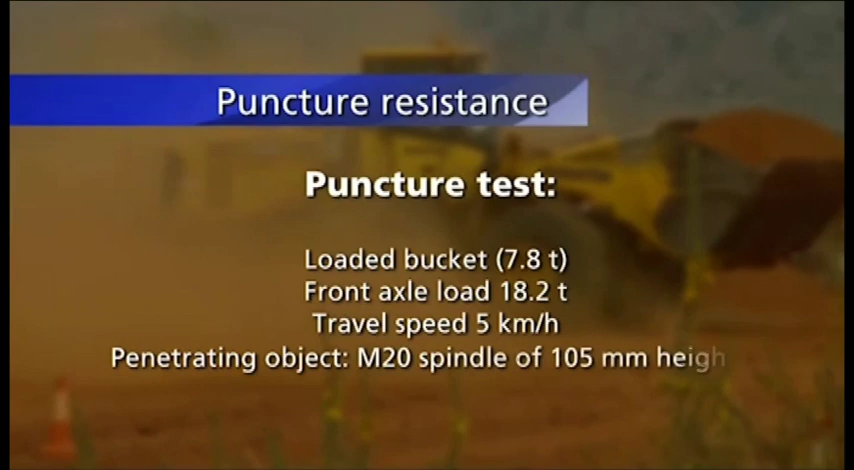 Puncture resistance
Puncture test:
Loaded bucket (7.8 t)
Front axle load 18.2 t
Travel speed 5 km/h
Penetrating object: M20 spindle of 105 mm heigh